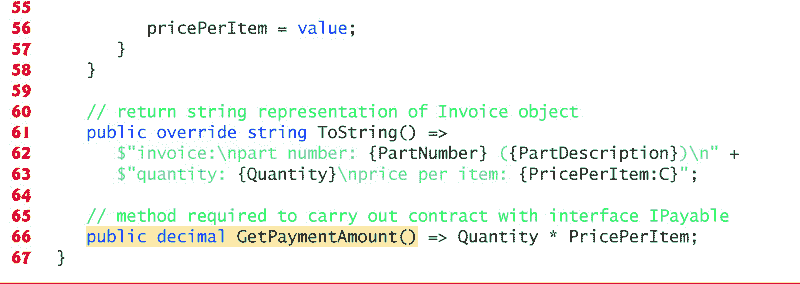 55
56 pricePerItem = value;
57 }
58 }
59
60 // return string representation of Invoice object
61 public override string ToString() =>
62 $"invoice:\npart number: {PartNumber} ({PartDescription})\n" +
63 $"quantity: {Quantity}\nprice per item: {PricePerItem:C}";
64
65 // method required to carry out contract with interface IPayable
66 public decimal GetPaymentAmount() => Quantity * PricePerItem;
67 }